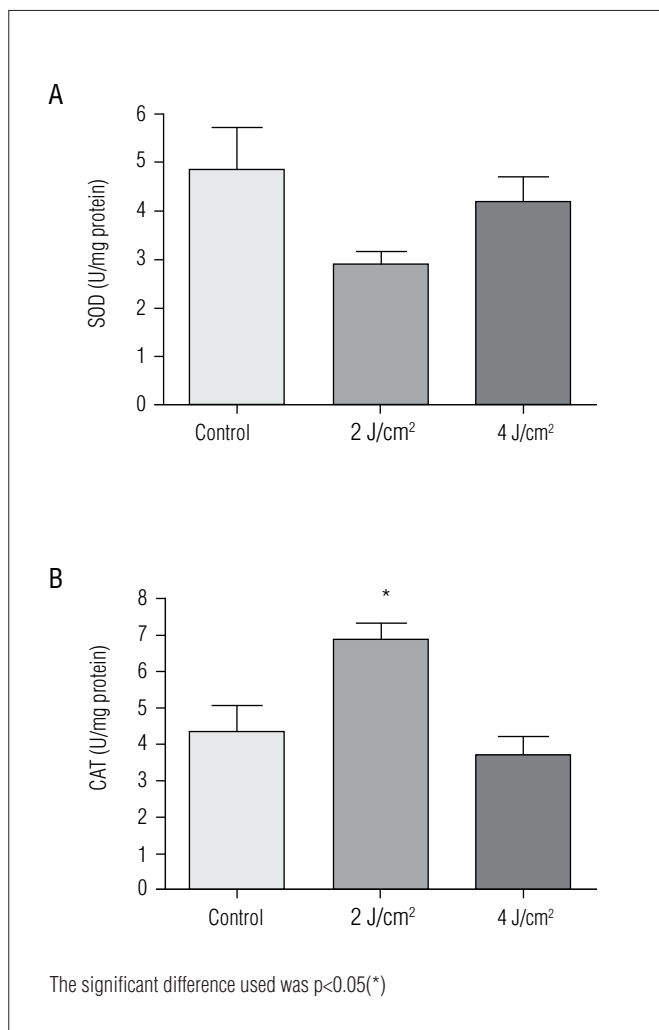 A
SOD (U/mg protein)
6
5
4
3
2
1
0
Control 2 J/cm² 4 J/cm²
B
CAT (U/mg protein)
8
7
6
5
4
3
2
1
0
*
Control 2 J/cm² 4 J/cm²
The significant difference used was p<0.05(*)